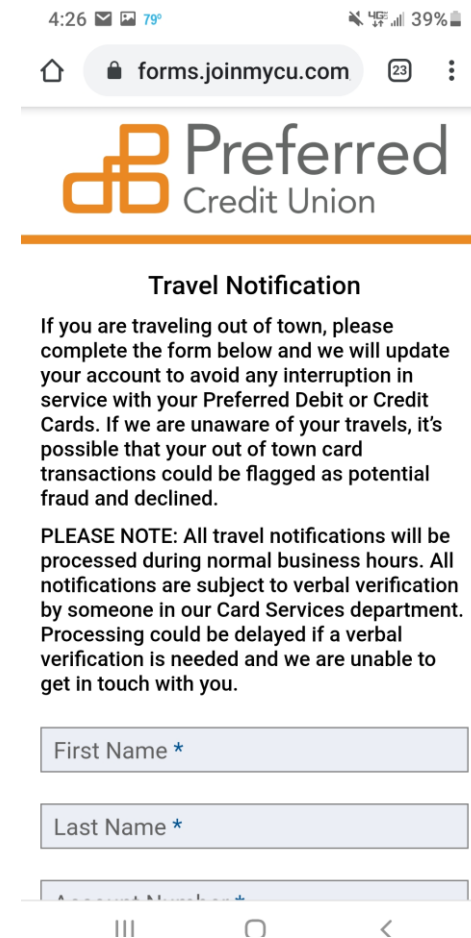 4:26 79° 4GE 39%
forms.joinmycu.com 23
Preferred
Credit Union
Travel Notification
If you are traveling out of town, please
complete the form below and we will update
your account to avoid any interruption in
service with your Preferred Debit or Credit
Cards. If we are unaware of your travels, it's
possible that your out of town card
transactions could be flagged as potential
fraud and declined.
PLEASE NOTE: All travel notifications will be
processed during normal business hours. All
notifications are subject to verbal verification
by someone in our Card Services department.
Processing could be delayed if a verbal
verification is needed and we are unable to
get in touch with you.
First Name *
Last Name *
Account Number *